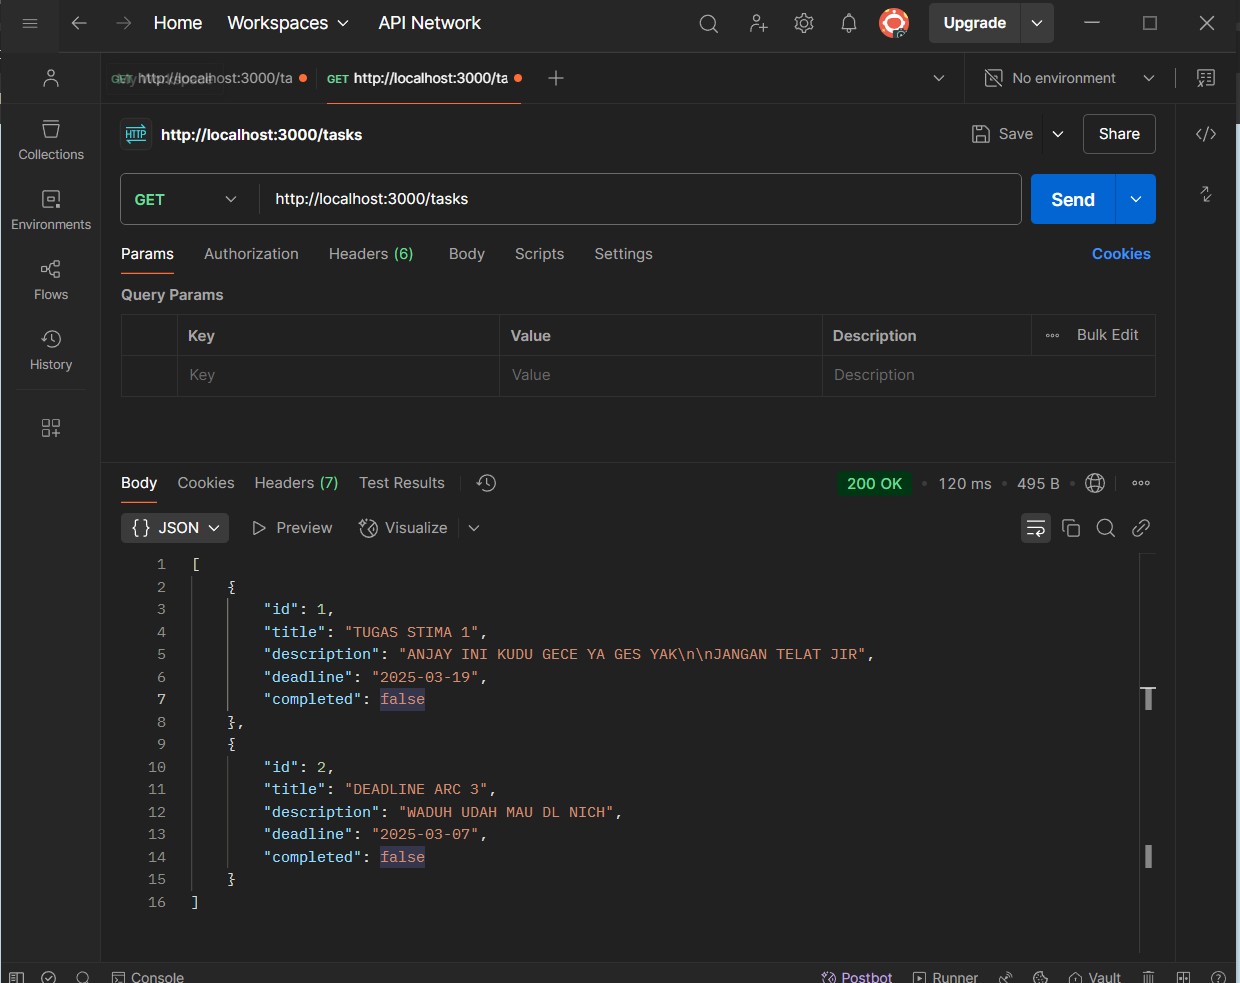 Home Workspaces API Network Upgrade
http://localhost:3000/ta GET http://localhost:3000/ta No environment
HTTP http://localhost:3000/tasks Save Share
Collections
GET http://localhost:3000/tasks Send
Environments
Params Authorization Headers (6) Body Scripts Settings Cookies
Flows
Query Params
Key Value Description Bulk Edit
History
Key Value Description
Body Cookies Headers (7) Test Results 200 OK • 120 ms • 495 B •
{} JSON Preview Visualize
1 [
2 {
3 "id": 1,
4 "title": "TUGAS STIMA 1",
5 "description": "ANJAY INI KUDU GECE YA GES YAK\n\nJANGAN TELAT JIR",
6 "deadline": "2025-03-19",
7 "completed": false
8 },
9 {
10 "id": 2,
11 "title": "DEADLINE ARC 3",
12 "description": "WADUH UDAH MAU DL NICH",
13 "deadline": "2025-03-07",
14 "completed": false
15 }
16 ]
Console Postbot Runner Vault